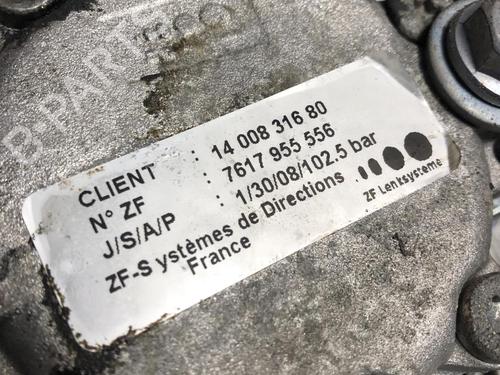 CLIENT : 14 008 316 80
N° ZF : 7617 955 556
J/S/A/P : 1/30/08/102.5 bar
ZF-S ystèmes de Directions
France
ZF Lenksysteme